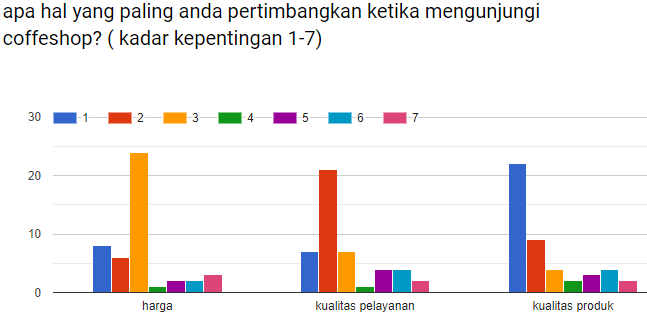 apa hal yang paling anda pertimbangkan ketika mengunjungi
coffeshop? ( kadar kepentingan 1-7)
30 1 2 3 4 5 6 7
20
10
0
harga kualitas pelayanan kualitas produk